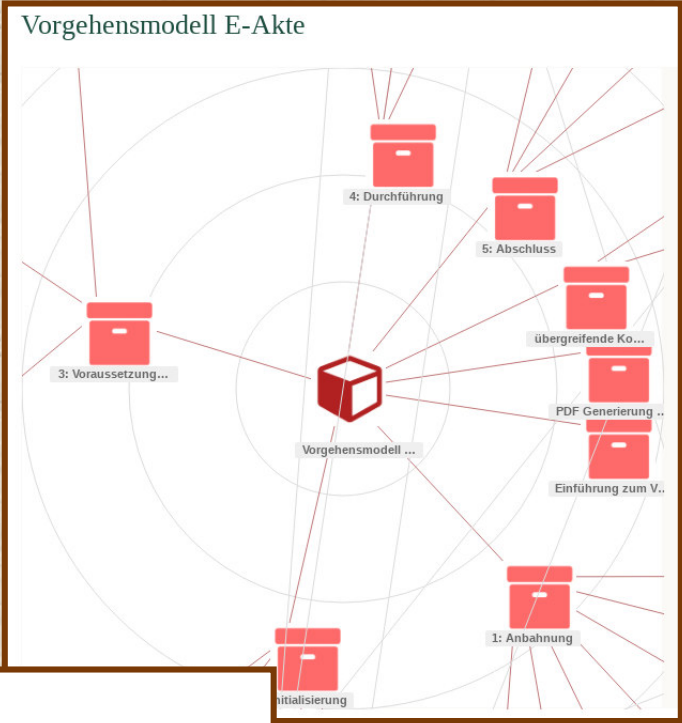 Vorgehensmodell E-Akte
4: Durchführung
5: Abschluss
übergreifende Ko...
3: Voraussetzung...
PDF Generierung ..
Vorgehensmodell ...
Einführung zum V..
1: Anbahnung
nitialisierung